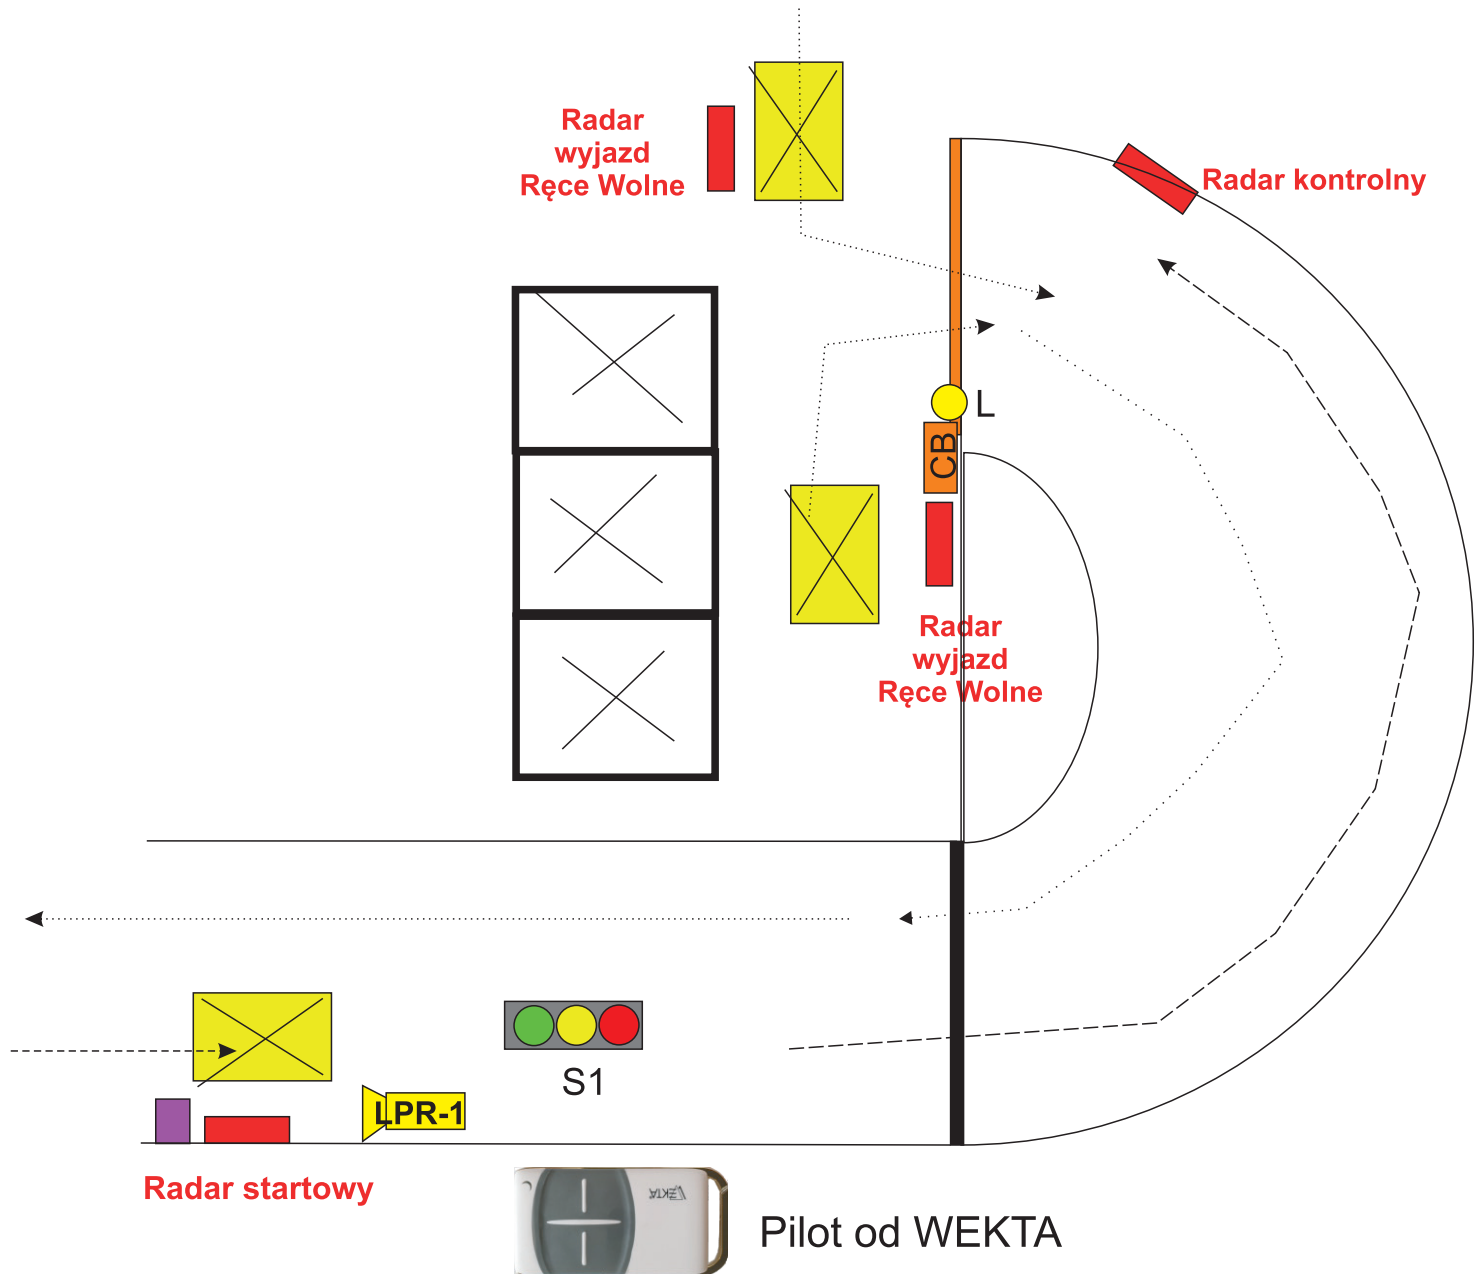 Radar
wyjazd
Ręce Wolne
Radar kontrolny
L
CB
Radar
wyjazd
Ręce Wolne
S1
LPR-1
Radar startowy
WEKTA
Pilot od WEKTA